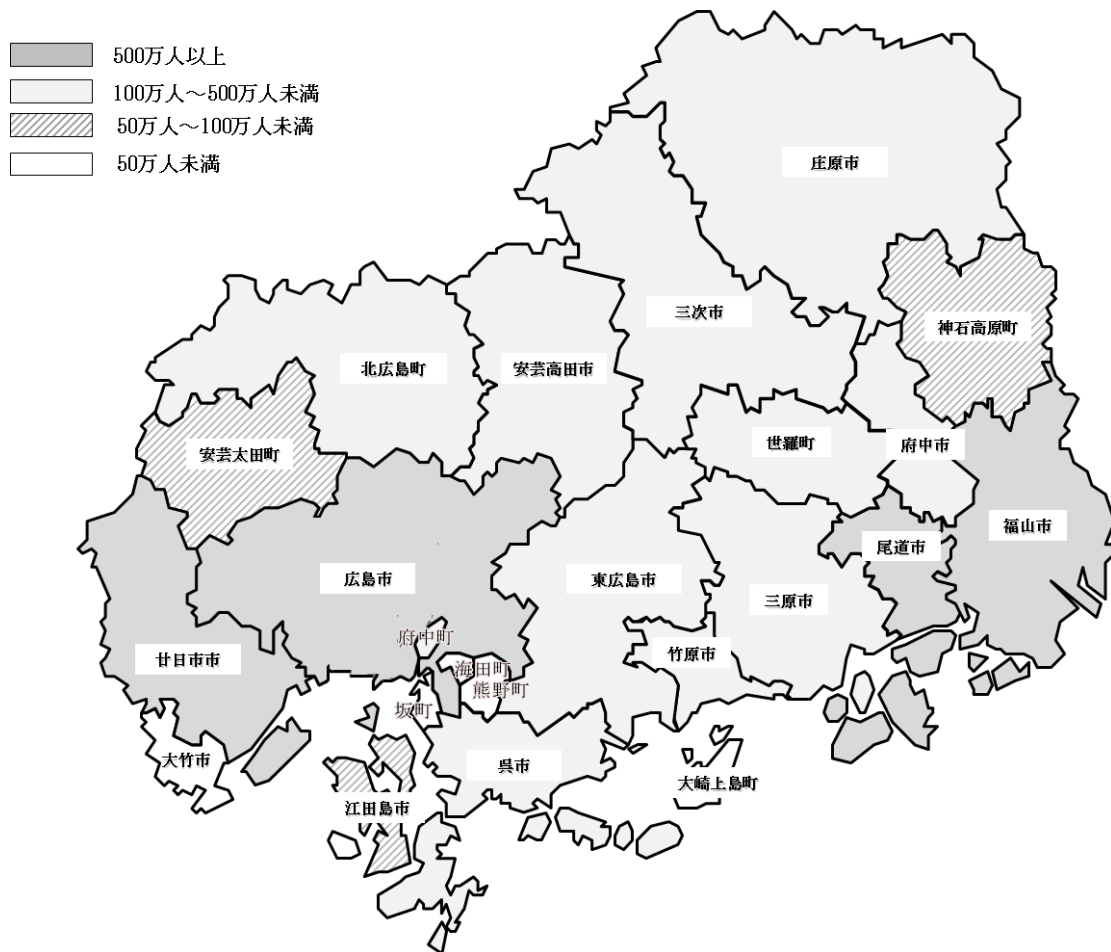 500万人以上
100万人～500万人未満
50万人～100万人未満
50万人未満
庄原市
三次市
神石高原町
北広島町
安芸高田市
世羅町
府中市
安芸太田町
福山市
尾道市
広島市
東広島市
三原市
府中町
竹原市
廿日市市
海田町
熊野町
坂町
大竹市
呉市
大崎上島町
江田島市